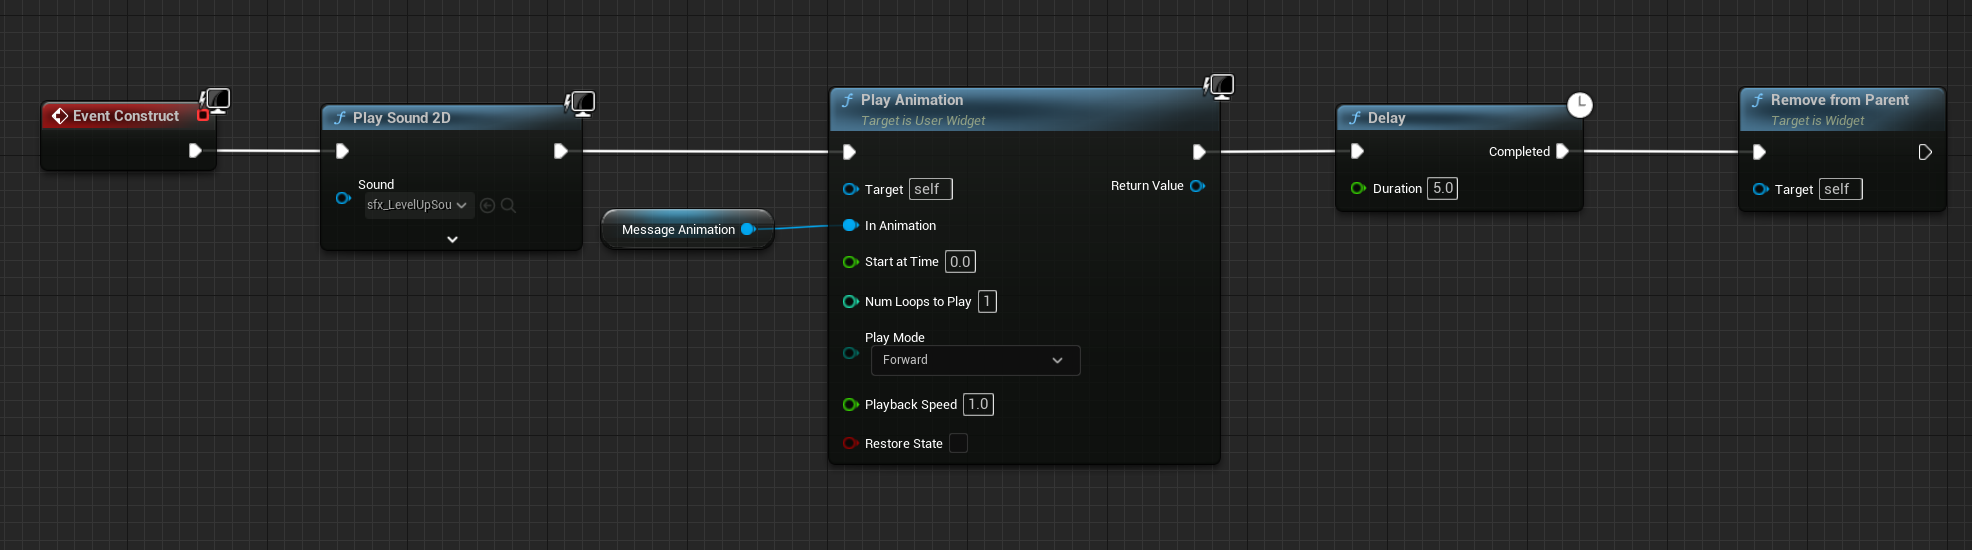 Event Construct
f Play Sound 2D
Sound
sfx_LevelUpSou
Message Animation
f Play Animation
Target is User Widget
Target self
Return Value
In Animation
Start at Time 0.0
Num Loops to Play 1
Play Mode
Forward
Playback Speed 1.0
Restore State
f Delay
Completed
Duration 5.0
f Remove from Parent
Target is Widget
Target self